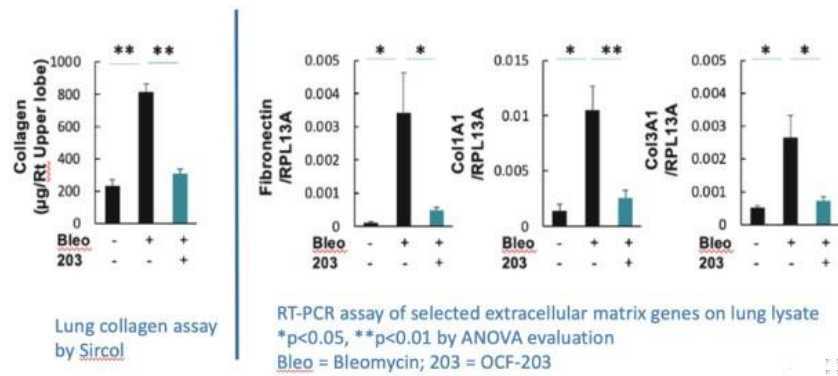 ** **
1000
800
600
400
200
0
Collagen
(µg/Rt Upper lobe)
Bleo - + +
203 - - +
Lung collagen assay
by Sircol
* *
0.005
0.004
0.003
0.002
0.001
0
Fibronectin
/RPL13A
Bleo - + +
203 - - +
* **
0.015
0.01
0.005
0
Col1A1
/RPL13A
Bleo - + +
203 - - +
* *
0.005
0.004
0.003
0.002
0.001
0
Col3A1
/RPL13A
Bleo - + +
203 - - +
RT-PCR assay of selected extracellular matrix genes on lung lysate
*p<0.05, **p<0.01 by ANOVA evaluation
Bleo = Bleomycin; 203 = OCF-203